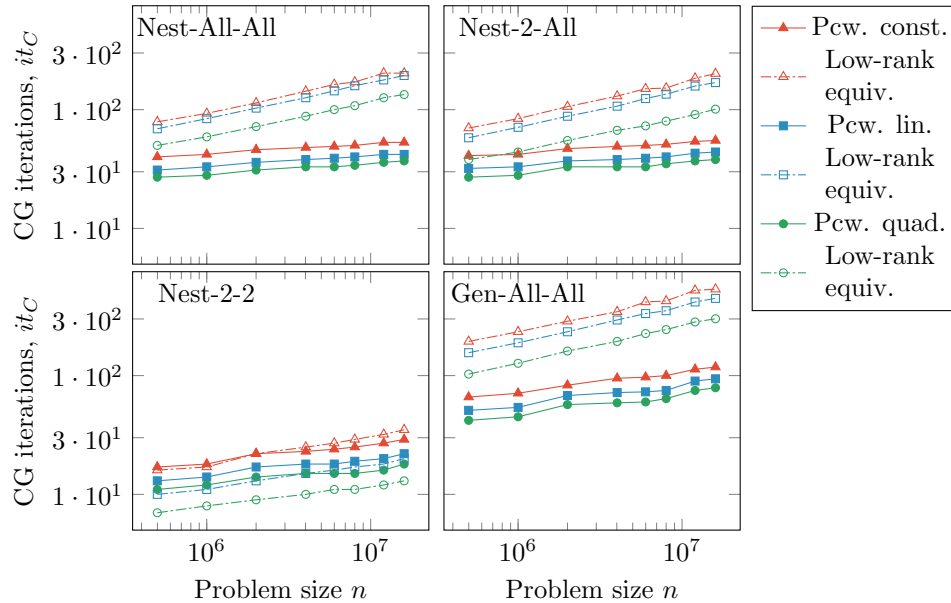 Nest-All-All
Nest-2-All
CG iterations, it_C
3 · 10^2
1 · 10^2
3 · 10^1
1 · 10^1
Pcw. const.
Low-rank
equiv.
Pcw. lin.
Low-rank
equiv.
Pcw. quad.
Low-rank
equiv.
Nest-2-2
Gen-All-All
CG iterations, it_C
3 · 10^2
1 · 10^2
3 · 10^1
1 · 10^1
10^6
10^7
10^6
10^7
Problem size n
Problem size n